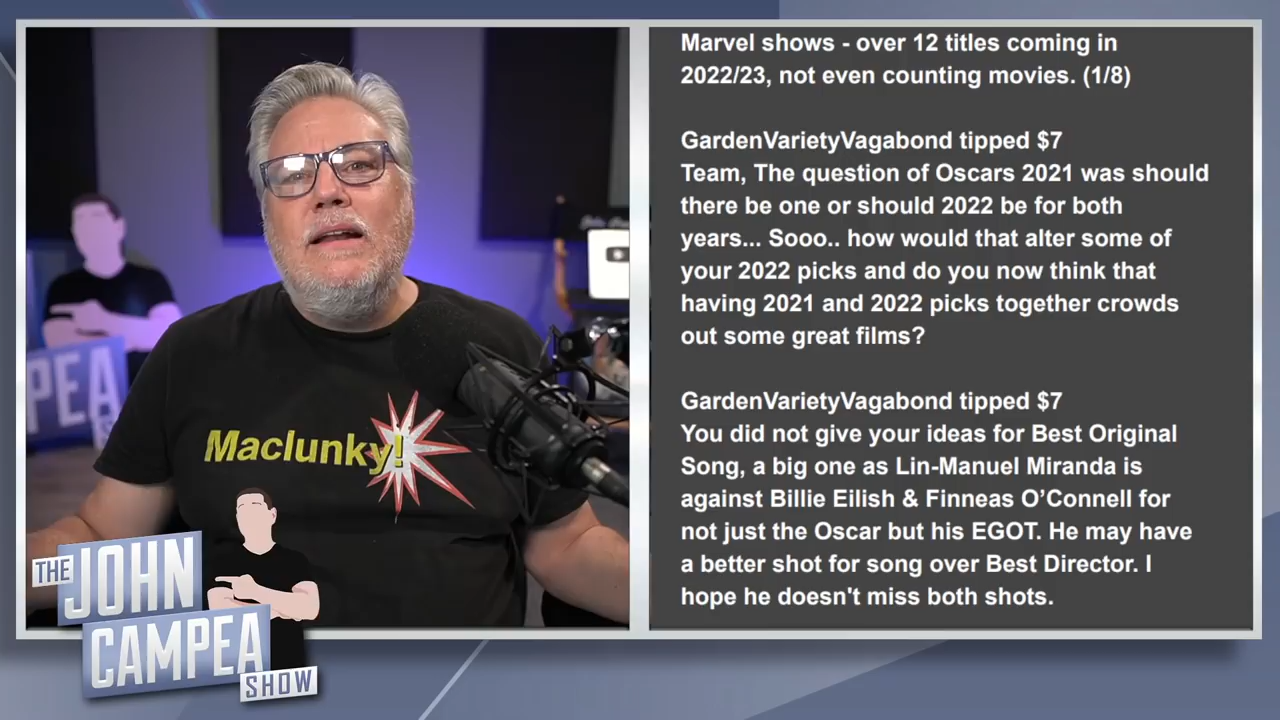 Marvel shows - over 12 titles coming in
2022/23, not even counting movies. (1/8)
GardenVarietyVagabond tipped $7
Team, The question of Oscars 2021 was should
there be one or should 2022 be for both
years... Sooo.. how would that alter some of
your 2022 picks and do you now think that
having 2021 and 2022 picks together crowds
out some great films?
GardenVarietyVagabond tipped $7
You did not give your ideas for Best Original
Song, a big one as Lin-Manuel Miranda is
against Billie Eilish & Finneas O’Connell for
not just the Oscar but his EGOT. He may have
a better shot for song over Best Director. I
hope he doesn't miss both shots.
Maclunky!
PEA
THE
JOHN
CAMPEA
SHOW